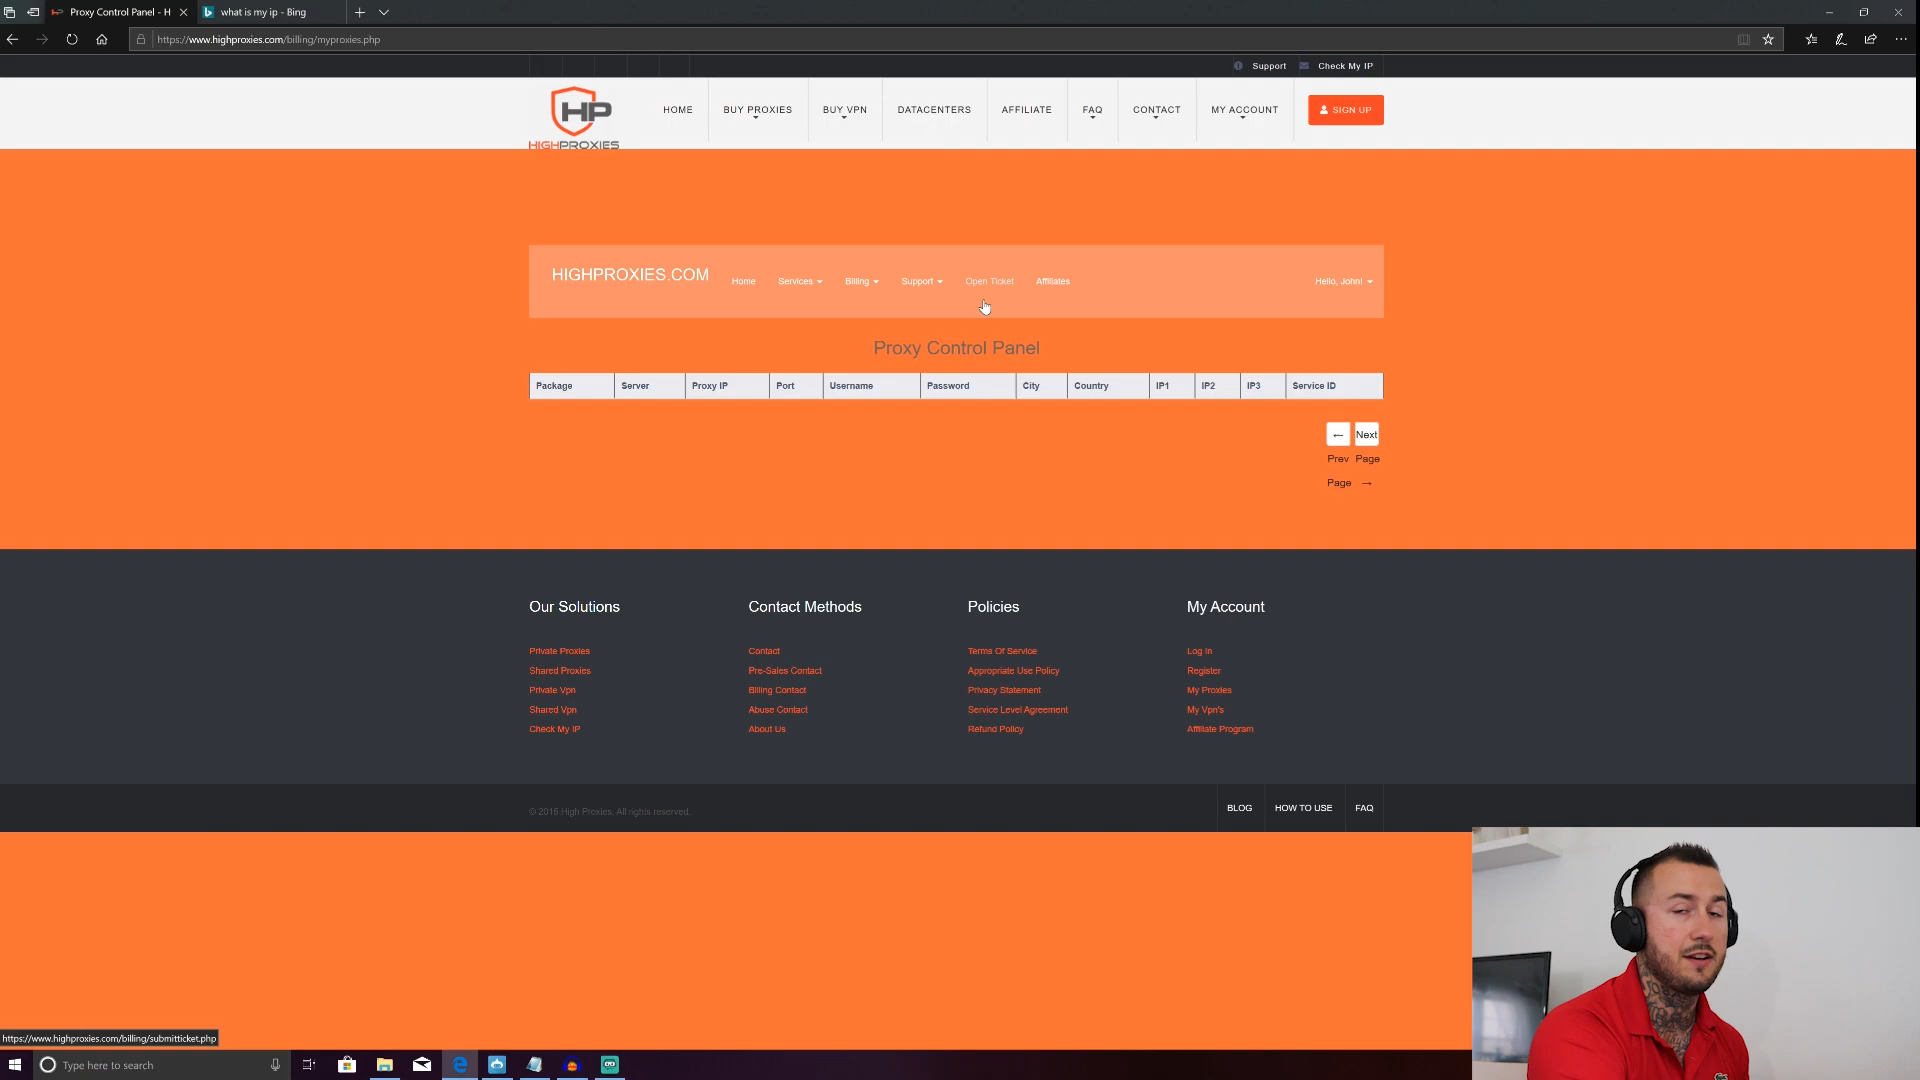 Proxy Control Panel - H
what is my ip - Bing
https://www.highproxies.com/billing/myproxies.php
Support
Check My IP
HP
HIGHPROXIES
HOME
BUY PROXIES
BUY VPN
DATACENTERS
AFFILIATE
FAQ
CONTACT
MY ACCOUNT
SIGN UP
HIGHPROXIES.COM
Home
Services
Billing
Support
Open Ticket
Affiliates
Hello, John!
Proxy Control Panel
Package Server Proxy IP Port Username Password City Country IP1 IP2 IP3 Service ID
← Next
Prev Page
Page →
Our Solutions
Private Proxies
Shared Proxies
Private Vpn
Shared Vpn
Check My IP
Contact Methods
Contact
Pre-Sales Contact
Billing Contact
Abuse Contact
About Us
Policies
Terms Of Service
Appropriate Use Policy
Privacy Statement
Service Level Agreement
Refund Policy
My Account
Log In
Register
My Proxies
My Vpn's
Affiliate Program
© 2015 High Proxies. All rights reserved.
BLOG
HOW TO USE
FAQ
https://www.highproxies.com/billing/submitticket.php
Type here to search